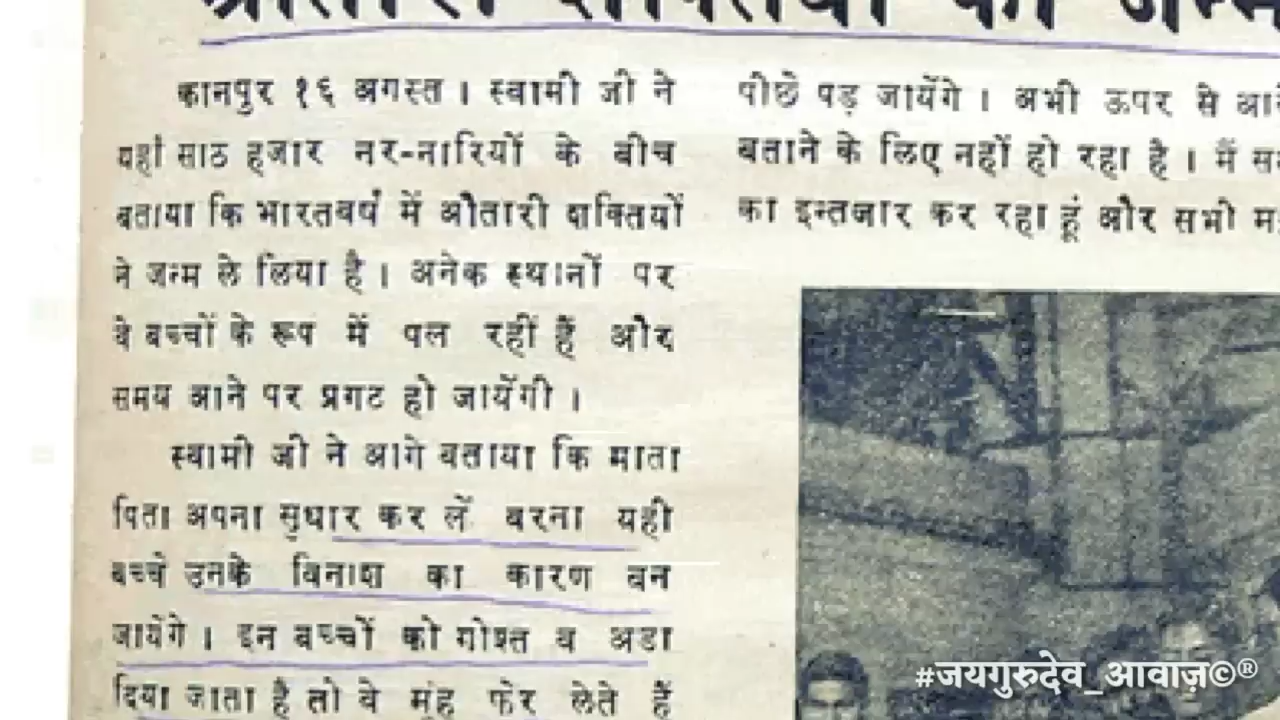 जन्म
कानपुर १६ अगस्त । स्वामी जी ने
यहाँ साठ हजार नर-नारियों के बीच
बताया कि भारतवर्ष में औतारी शक्तियों
ने जन्म ले लिया है । अनेक स्थानों पर
वे बच्चों के रूप में पल रहीं हैं और
समय आने पर प्रगट हो जायेंगी ।
स्वामी जी ने आगे बताया कि माता
पिता अपना सुधार कर लें वरना यही
बच्चे उनके विनाश का कारण बन
जायेंगे । इन बच्चों को गोश्त व अंडा
दिया जाता है तो वे मुंह फेर लेते हैं
पीछे पड़ जायेंगे । अभी ऊपर से
बताने के लिए नहीं हो रहा है । मैं
का इन्तजार कर रहा हूं और सभी
#जयगुरुदेव_आवाज़©®